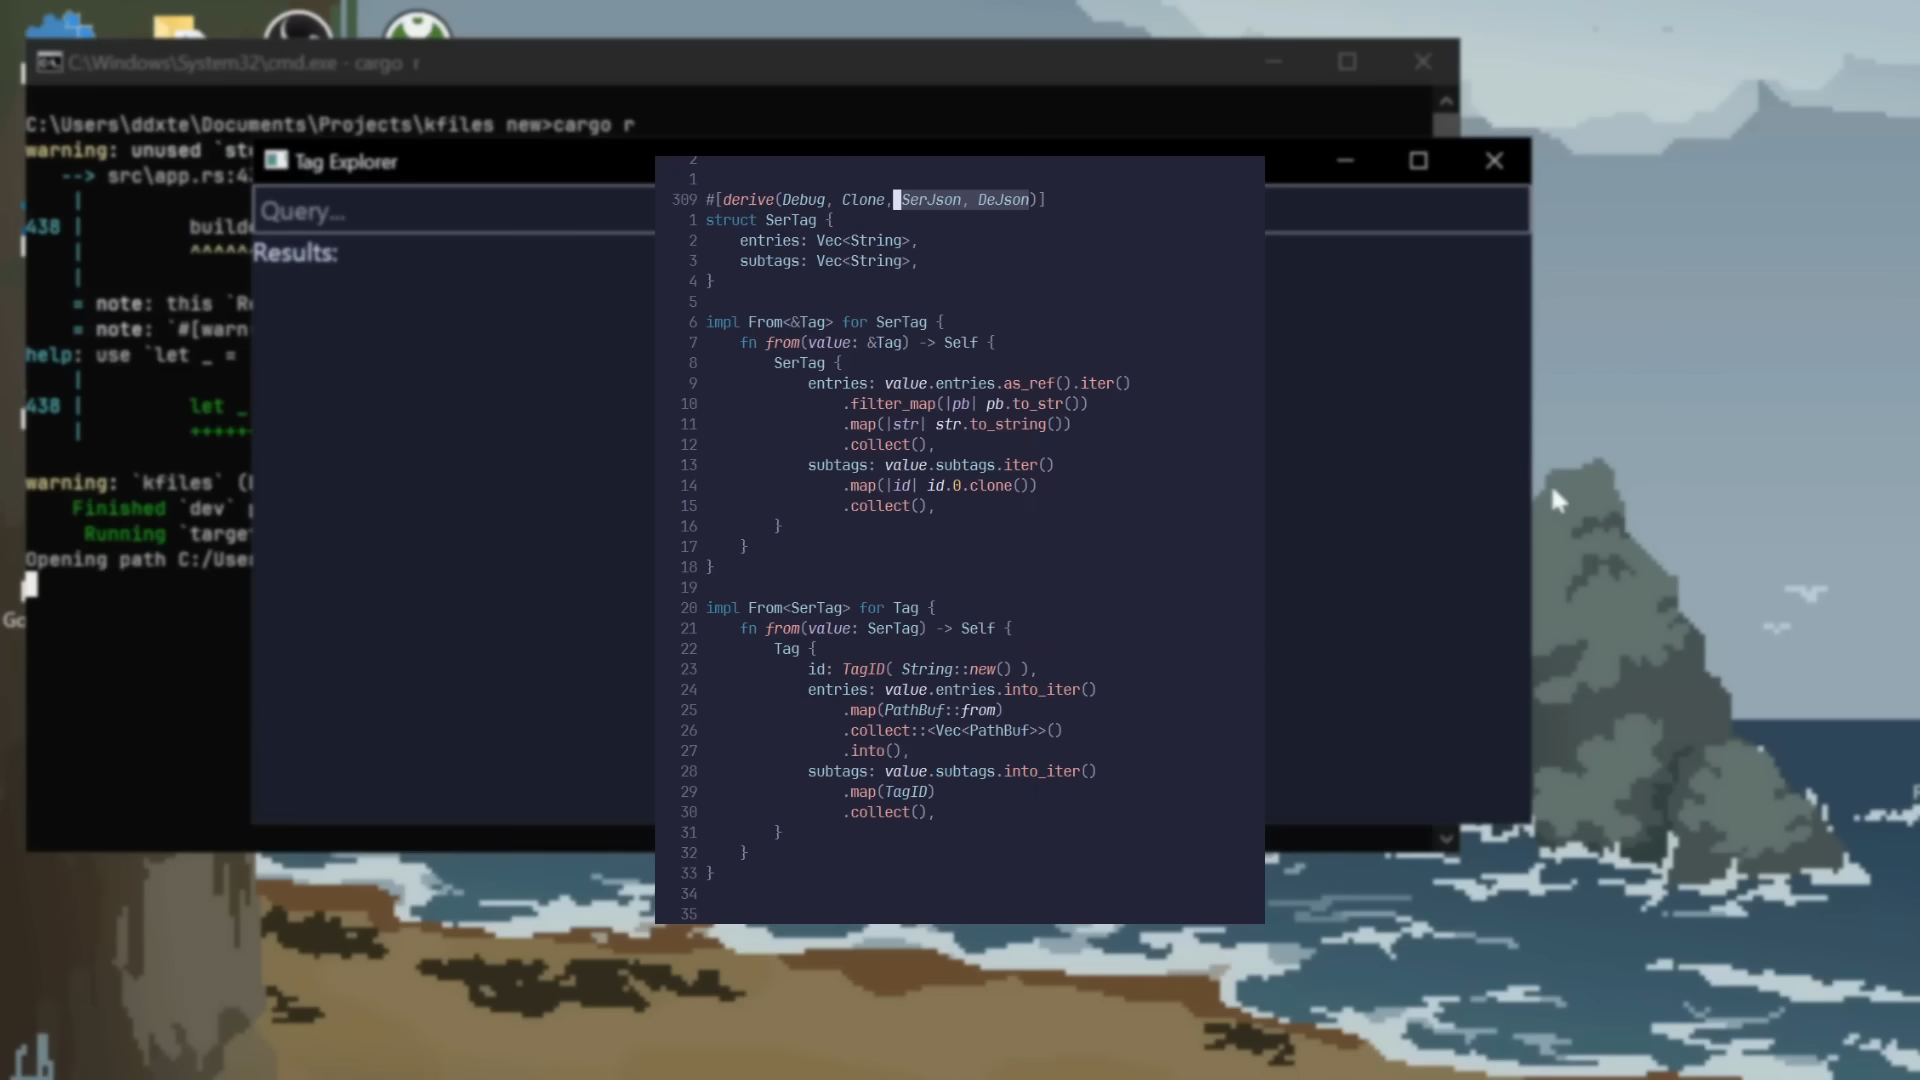 C:\Windows\System32\cmd.exe - cargo  r
C:\Users\ddxte\Documents\Projects\kfiles new>cargo r
warning: unused
--> src\app.rs:4
|
438 |
^^^^^^
|
= note: this
= note: `#[warn
help: use `let _ =
|
438 | let _
| ++++++
warning: `kfiles`
Finished `dev`
Running `target
Opening path C:/User
Tag Explorer
Query...
Results:
2
1
309 #[derive(Debug, Clone, SerJson, DeJson)]
1 struct SerTag {
2 entries: Vec<String>,
3 subtags: Vec<String>,
4 }
5
6 impl From<&Tag> for SerTag {
7 fn from(value: &Tag) -> Self {
8 SerTag {
9 entries: value.entries.as_ref().iter()
10 .filter_map(|pb| pb.to_str())
11 .map(|str| str.to_string())
12 .collect(),
13 subtags: value.subtags.iter()
14 .map(|id| id.0.clone())
15 .collect(),
16 }
17 }
18 }
19
20 impl From<SerTag> for Tag {
21 fn from(value: SerTag) -> Self {
22 Tag {
23 id: TagID( String::new() ),
24 entries: value.entries.into_iter()
25 .map(PathBuf::from)
26 .collect::<Vec<PathBuf>>()
27 .into(),
28 subtags: value.subtags.into_iter()
29 .map(TagID)
30 .collect(),
31 }
32 }
33 }
34
35